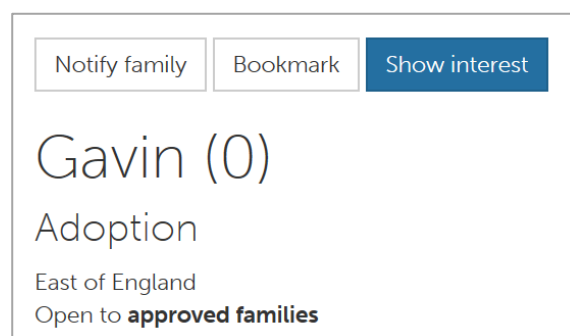 Notify family Bookmark Show interest
Gavin (0)
Adoption
East of England
Open to approved families